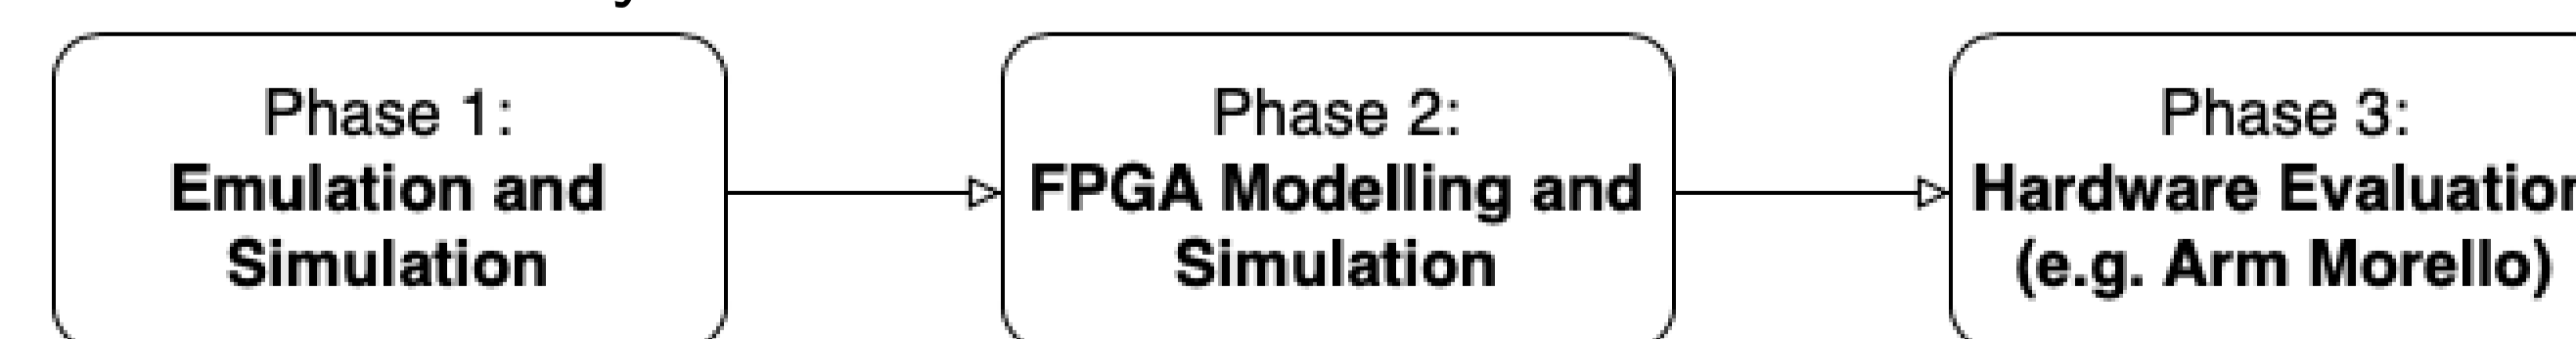 Phase 1:
Emulation and
Simulation
Phase 2:
FPGA Modelling and
Simulation
Phase 3:
Hardware Evaluation
(e.g. Arm Morello)